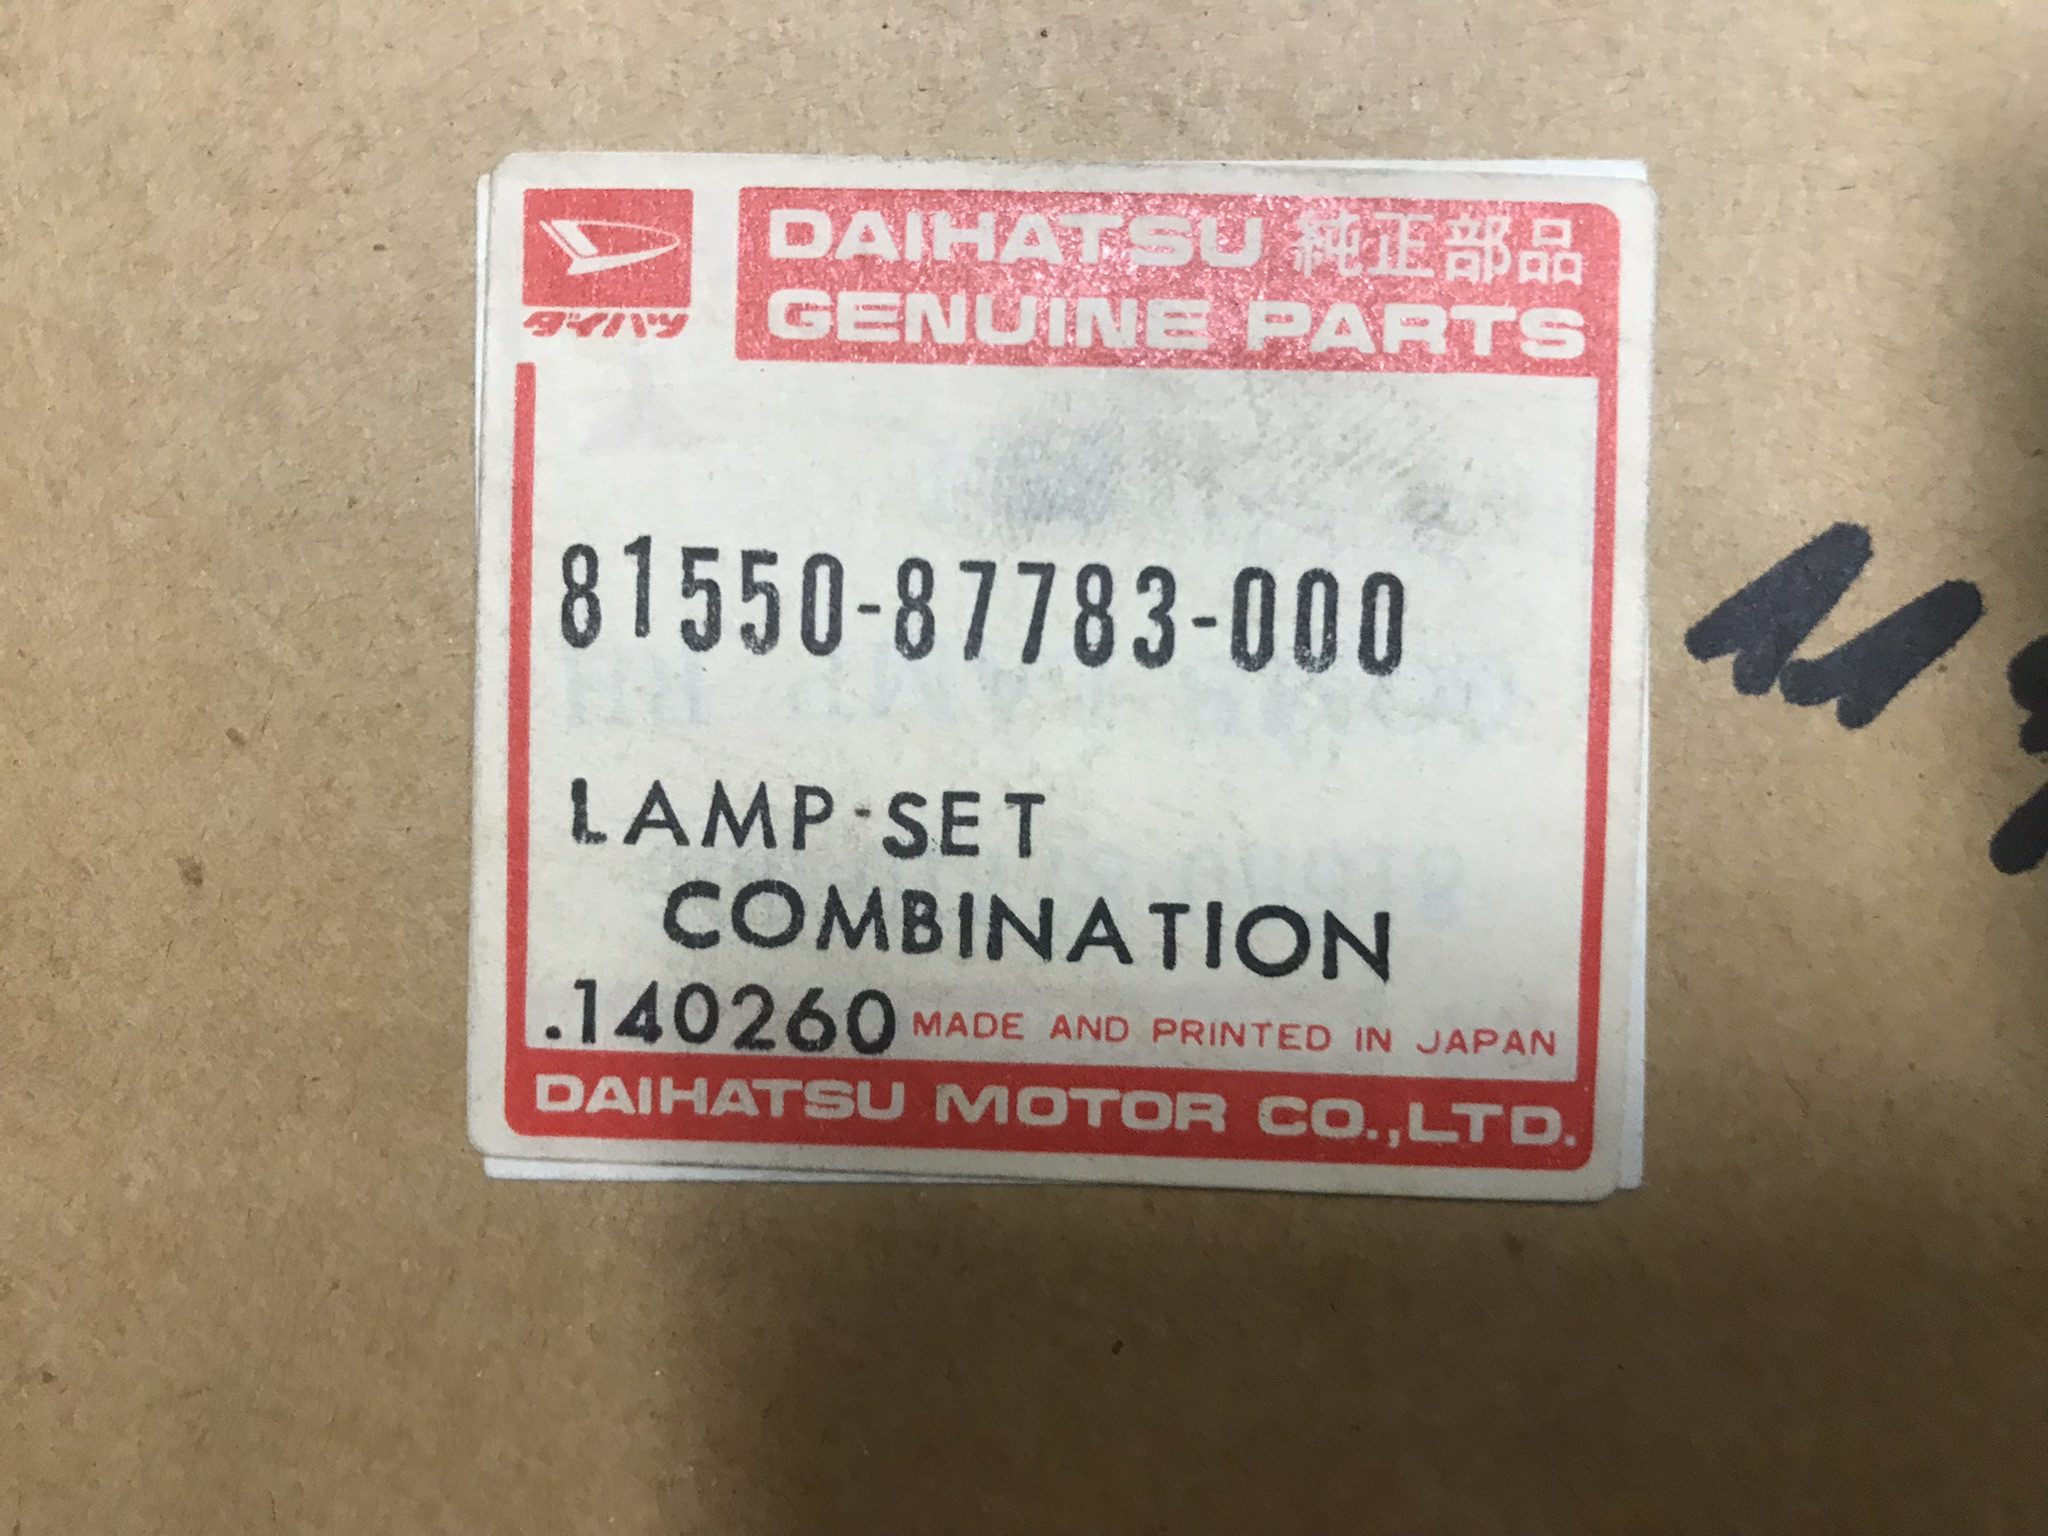 DAIHATSU 純正部品
GENUINE PARTS
ダイハツ
81550-87783-000
LAMP-SET
COMBINATION
.140260 MADE AND PRINTED IN JAPAN
DAIHATSU MOTOR CO.,LTD.